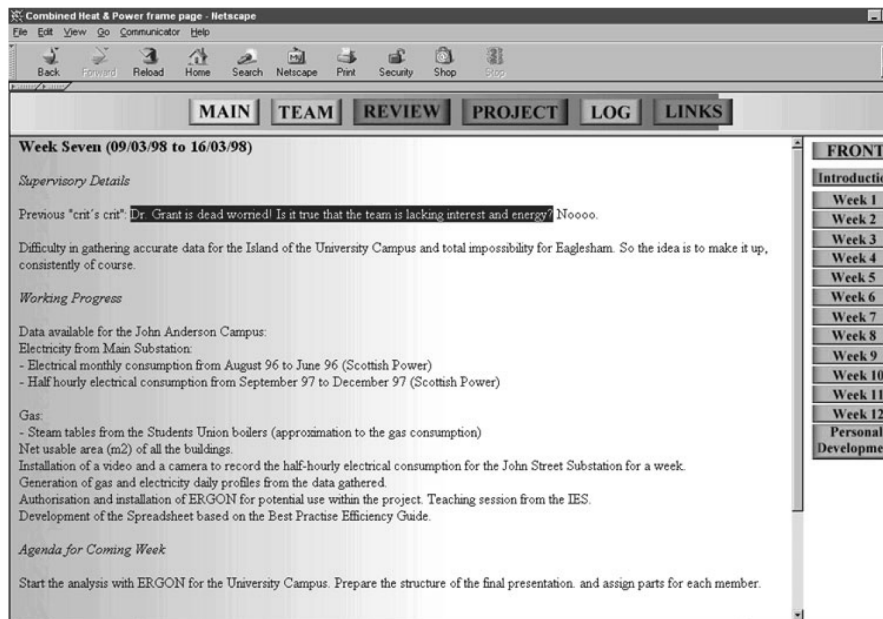 Combined Heat & Power frame page - Netscape
File Edit View Go Communicator Help
Back Forward Reload Home Search Netscape Print Security Shop Stop
MAIN TEAM REVIEW PROJECT LOG LINKS
Week Seven (09/03/98 to 16/03/98)
Supervisory Details
Previous "crit's crit": Dr. Grant is dead worried! Is it true that the team is lacking interest and energy? Noooo.
Difficulty in gathering accurate data for the Island of the University Campus and total impossibility for Eaglesham. So the idea is to make it up,
consistently of course.
Working Progress
Data available for the John Anderson Campus:
Electricity from Main Substation:
- Electrical monthly consumption from August 96 to June 96 (Scottish Power)
- Half hourly electrical consumption from September 97 to December 97 (Scottish Power)
Gas:
- Steam tables from the Students Union boilers (approximation to the gas consumption)
Net usable area (m2) of all the buildings.
Installation of a video and a camera to record the half-hourly electrical consumption for the John Street Substation for a week.
Generation of gas and electricity daily profiles from the data gathered.
Authorisation and installation of ERGON for potential use within the project. Teaching session from the IES.
Development of the Spreadsheet based on the Best Practise Efficiency Guide.
Agenda for Coming Week
Start the analysis with ERGON for the University Campus. Prepare the structure of the final presentation. and assign parts for each member.
FRONT
Introductio
Week 1
Week 2
Week 3
Week 4
Week 5
Week 6
Week 7
Week 8
Week 9
Week 10
Week 11
Week 12
Personal
Developme